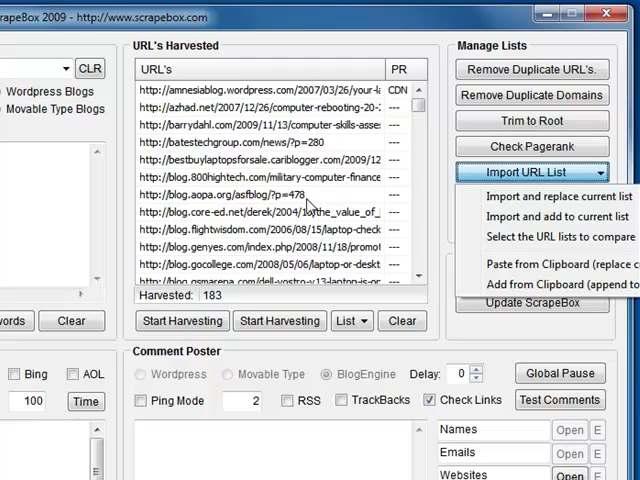 rapeBox 2009 - http://www.scrapebox.com
CLR
Wordpress Blogs
Movable Type Blogs
URL's Harvested
URL's PR
http://amnesiablog.wordpress.com/2007/03/26/your-la CDN
http://azhad.net/2007/12/26/computer-rebooting-20- ---
http://barrydahl.com/2009/11/13/computer-skills-asses ---
http://batestechgroup.com/news/?p=280 ---
http://bestbuylaptopsforsale.cariblogger.com/2009/12 ---
http://blog.800hightech.com/military-computer-finance ---
http://blog.aopa.org/asfblog/?p=478 ---
http://blog.core-ed.net/derek/2004/1 /the_value_of_ ---
http://blog.flightwisdom.com/2006/08/15/laptop-check ---
http://blog.genyes.com/index.php/2008/11/18/promot ---
http://blog.gocollege.com/2008/05/06/laptop-or-deskt ---
http://blog.gsmarena.com/dell-vostro-v13-laptop-is- ---
Harvested: 183
Start Harvesting Start Harvesting List Clear
Manage Lists
Remove Duplicate URL's.
Remove Duplicate Domains
Trim to Root
Check Pagerank
Import URL List
Import and replace current list
Import and add to current list
Select the URL lists to compare
Paste from Clipboard (replace c
Add from Clipboard (append to
Update ScrapeBox
words Clear
Bing AOL
100 Time
Comment Poster
Wordpress Movable Type BlogEngine Delay: 0 Global Pause
Ping Mode 2 RSS TrackBacks Check Links Test Comments
Names Open E
Emails Open E
Websites Open E